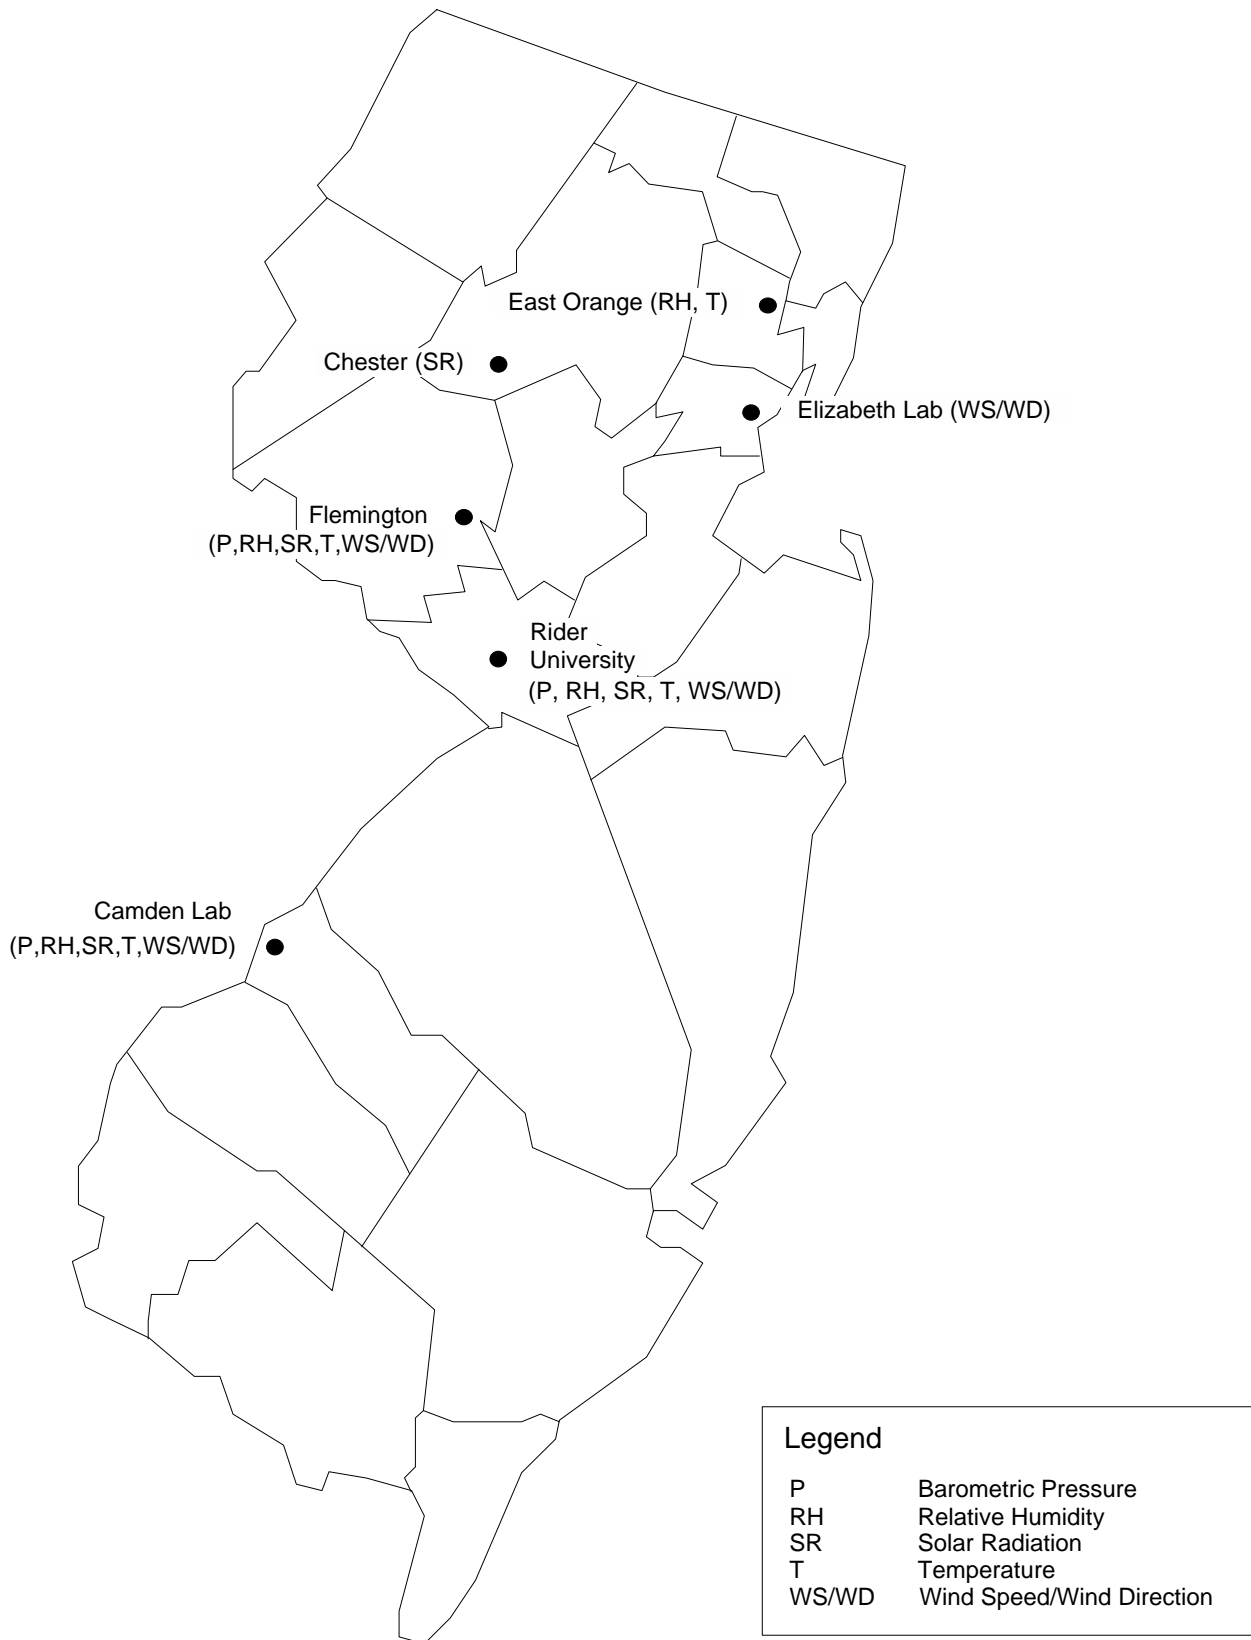 East Orange (RH, T)
Chester (SR)
Elizabeth Lab (WS/WD)
Flemington
(P,RH,SR,T,WS/WD)
Rider
University
(P, RH, SR, T, WS/WD)
Camden Lab
(P,RH,SR,T,WS/WD)
Legend
P Barometric Pressure
RH Relative Humidity
SR Solar Radiation
T Temperature
WS/WD Wind Speed/Wind Direction